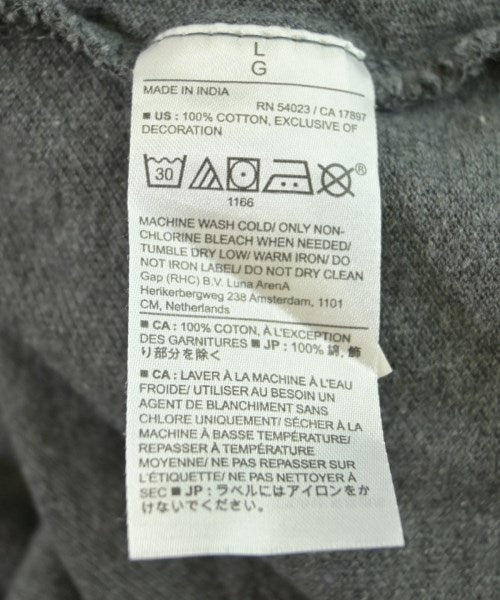 L
G
MADE IN INDIA
RN 54023 / CA 17897
■ US : 100% COTTON, EXCLUSIVE OF
DECORATION
30
®
1166
MACHINE WASH COLD/ ONLY NON-
CHLORINE BLEACH WHEN NEEDED/
TUMBLE DRY LOW/ WARM IRON/ DO
NOT IRON LABEL/ DO NOT DRY CLEAN
Gap (RHC) B.V. Luna ArenA
Herikerbergweg 238 Amsterdam, 1101
CM, Netherlands
■ CA : 100% COTON, À L'EXCEPTION
DES GARNITURES ■ JP : 100% 綿, 飾
り部分を除く
■ CA : LAVER À LA MACHINE À L'EAU
FROIDE/ UTILISER AU BESOIN UN
AGENT DE BLANCHIMENT SANS
CHLORE UNIQUEMENT/ SÉCHER À LA
MACHINE À BASSE TEMPÉRATURE/
REPASSER À TEMPÉRATURE
MOYENNE/ NE PAS REPASSER SUR
L'ÉTIQUETTE/ NE PAS NETTOYER À
SEC ■ JP : ラベルにはアイロンをか
けないでください。